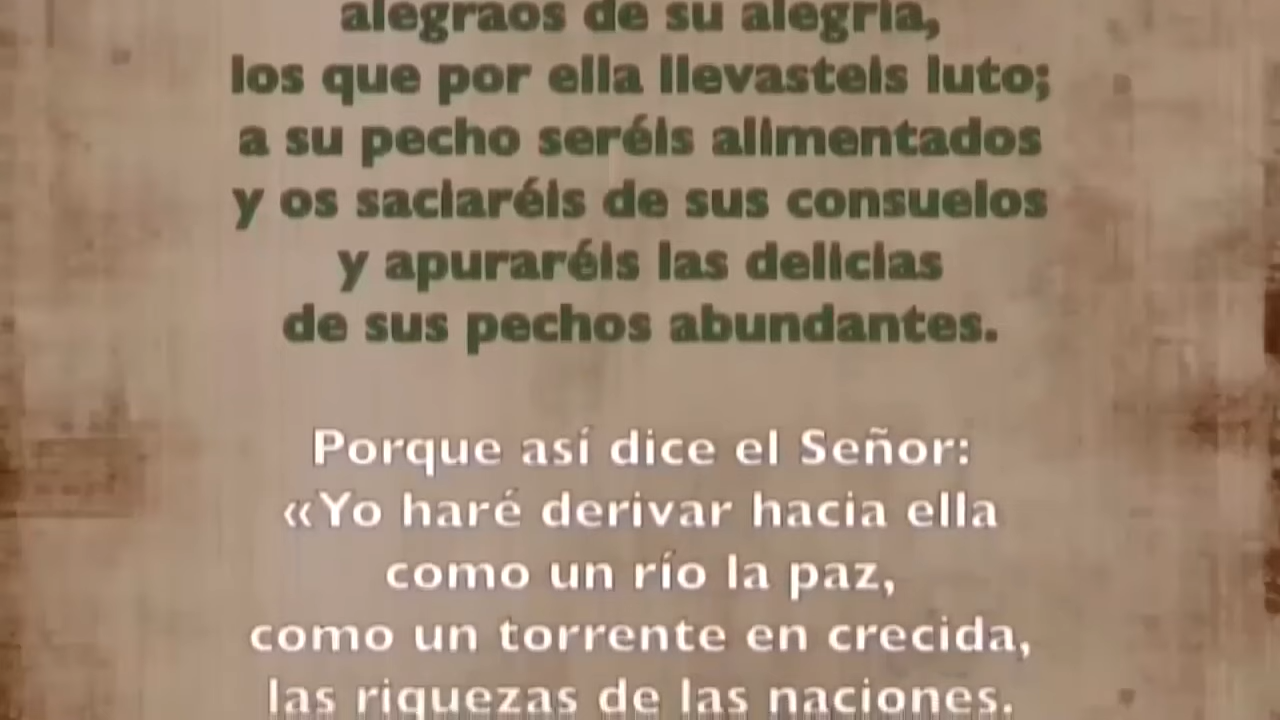 alegraos de su alegría,
los que por ella llevasteis luto;
a su pecho seréis alimentados
y os saciaréis de sus consuelos
y apuraréis las delicias
de sus pechos abundantes.
Porque así dice el Señor:
«Yo haré derivar hacia ella
como un río la paz,
como un torrente en crecida,
las riquezas de las naciones.